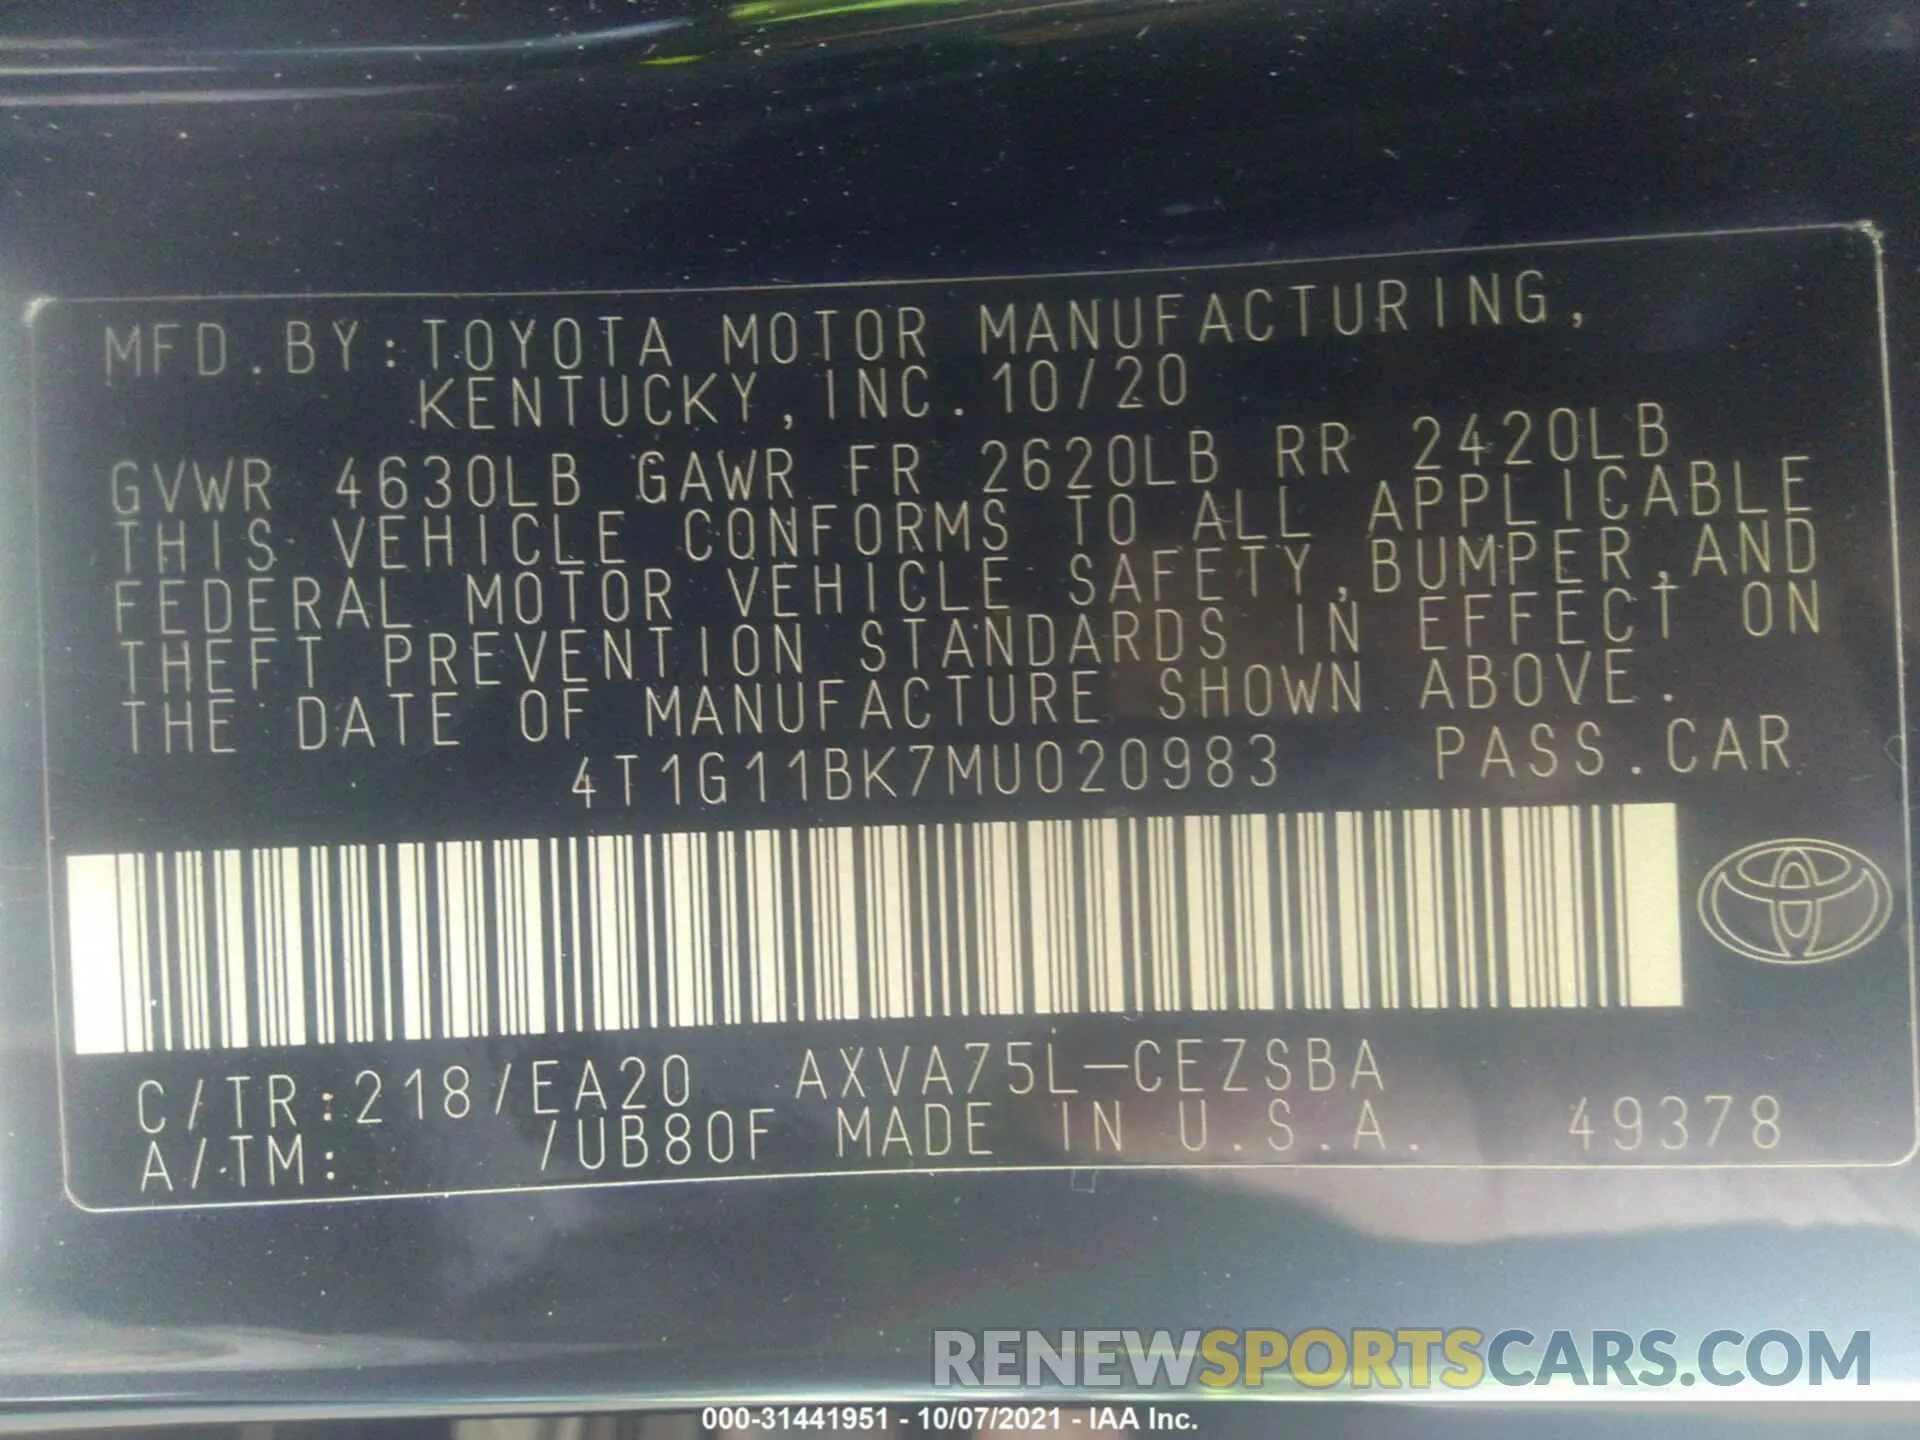 MFD.BY:TOYOTA MOTOR MANUFACTURING,
KENTUCKY,INC.10/20
GVWR 4630LB GAWR FR 2620LB RR 2420LB
THIS VEHICLE CONFORMS TO ALL APPLICABLE
FEDERAL MOTOR VEHICLE SAFETY,BUMPER,AND
THEFT PREVENTION STANDARDS IN EFFECT ON
THE DATE OF MANUFACTURE SHOWN ABOVE.
4T1G11BK7MU020983 PASS.CAR
C/TR:218/EA20 AXVA75L-CEZSBA
A/TM: /UB80F MADE IN U.S.A. 49378
RENEWSPORTSCARS.COM
000-31441951 - 10/07/2021 - IAA Inc.